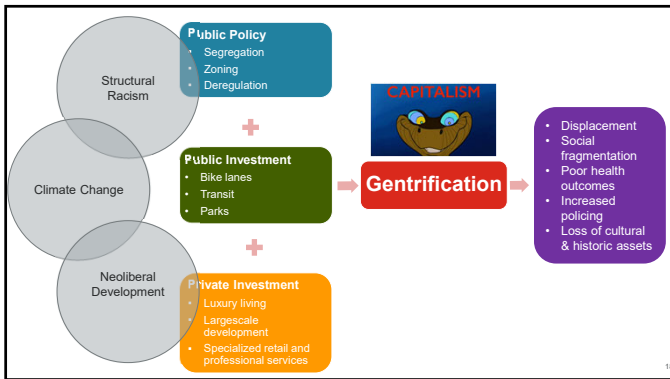 Structural
Racism
Climate Change
Neoliberal
Development
Public Policy
• Segregation
• Zoning
• Deregulation
Public Investment
• Bike lanes
• Transit
• Parks
Private Investment
• Luxury living
• Largescale
development
• Specialized retail and
professional services
CAPITALISM
Gentrification
• Displacement
• Social
fragmentation
• Poor health
outcomes
• Increased
policing
• Loss of cultural
& historic assets